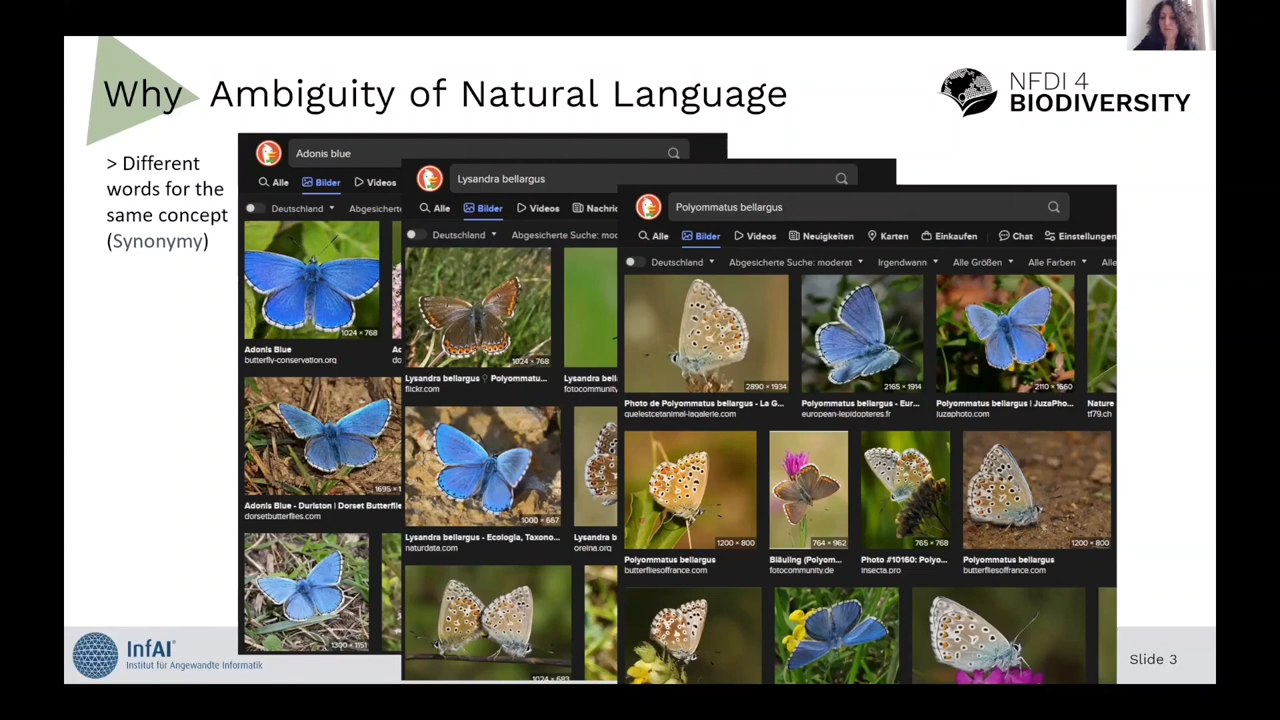 Why Ambiguity of Natural Language
NFDI 4
BIODIVERSITY
> Different
words for the
same concept
(Synonymy)
Adonis blue
Alle Bilder Videos
Deutschland Abgesicherte
1024 × 768
Adonis Blue
butterfly-conservation.org
Ad
do
1695 × 1
Adonis Blue - Durlston | Dorset Butterflie
dorsetbutterflies.com
1300 × 1151
Lysandra bellargus
Alle Bilder Videos Nachric
Deutschland Abgesicherte Suche: mod
1024 × 768
Lysandra bellargus ♀ Polyommatu...
flickr.com
Lysandra bell
fotocommunity
1000 × 667
Lysandra bellargus - Ecologia, Taxono...
naturdata.com
Lysandra b
oreina.org
1024 × 683
Polyommatus bellargus
Alle Bilder Videos Neuigkeiten Karten Einkaufen Chat Einstellungen
Deutschland Abgesicherte Suche: moderat Irgendwann Alle Größen Alle Farben Alle
2890 × 1934
2165 × 1914
2110 × 1660
Photo de Polyommatus bellargus - La G...
quelestcetanimal-lagalerie.com
Polyommatus bellargus - Eur...
european-lepidopteres.fr
Polyommatus bellargus | JuzaPho...
juzaphoto.com
Nature
tf79.ch
1200 × 800
764 × 962
765 × 768
1200 × 800
Polyommatus bellargus
butterfliesoffrance.com
Bläuling (Polyom...
fotocommunity.de
Photo #10160: Polyo...
insecta.pro
Polyommatus bellargus
butterfliesoffrance.com
InfAI®
Institut für Angewandte Informatik
Slide 3